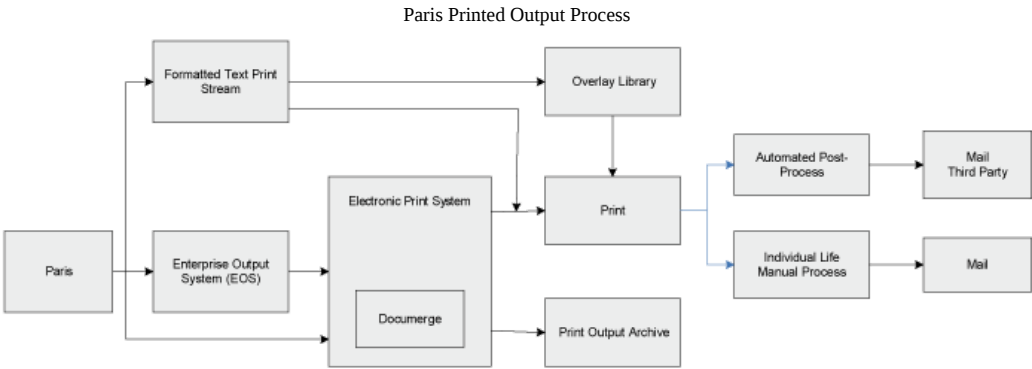 Paris Printed Output Process
Formatted Text Print
Stream
Overlay Library
Automated Post-
Process
Mail
Third Party
Electronic Print System
Print
Paris
Enterprise Output
System (EOS)
Individual Life
Manual Process
Mail
Documerge
Print Output Archive